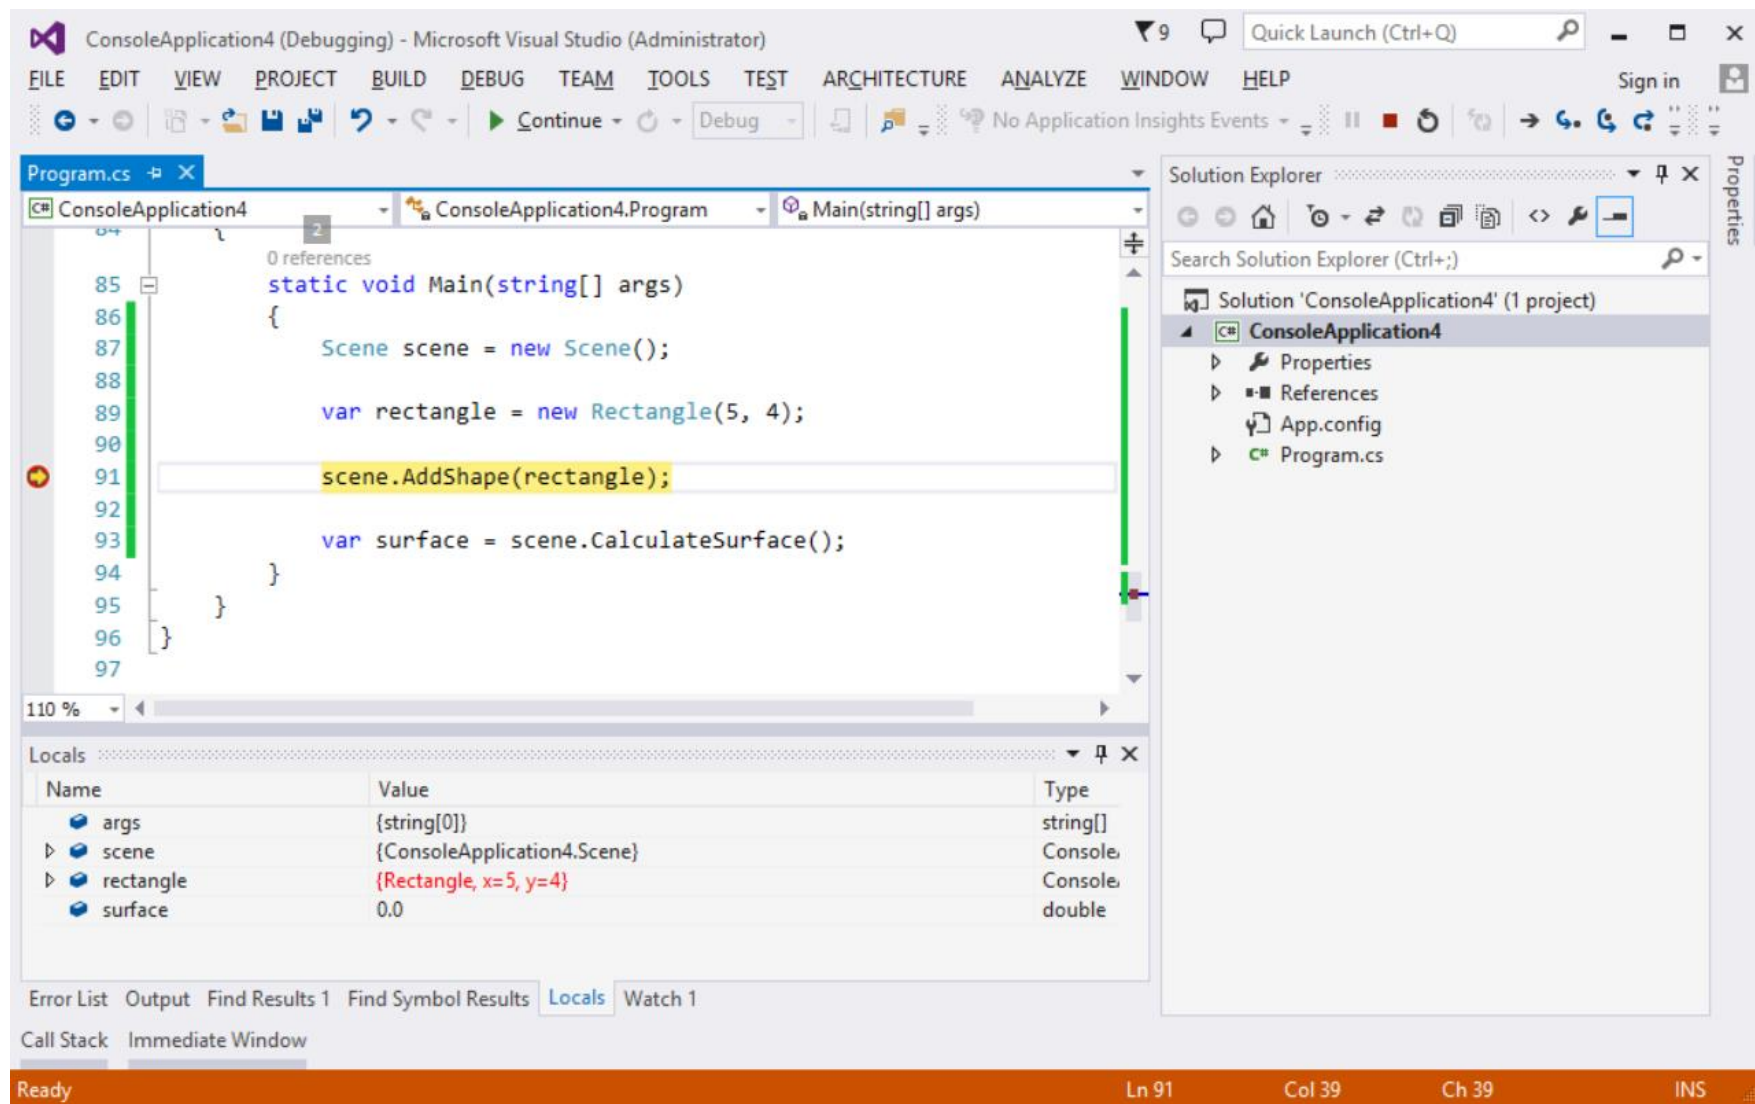 ConsoleApplication4 (Debugging) - Microsoft Visual Studio (Administrator)
9
Quick Launch (Ctrl+Q)
FILE EDIT VIEW PROJECT BUILD DEBUG TEAM TOOLS TEST ARCHITECTURE ANALYZE WINDOW HELP
Sign in
Continue
Debug
No Application Insights Events
Program.cs
C# ConsoleApplication4
ConsoleApplication4.Program
Main(string[] args)
84 {
2
0 references
85 static void Main(string[] args)
86 {
87 Scene scene = new Scene();
88
89 var rectangle = new Rectangle(5, 4);
90
91 scene.AddShape(rectangle);
92
93 var surface = scene.CalculateSurface();
94 }
95 }
96 }
97
110 %
Locals
Name Value Type
args {string[0]} string[]
scene {ConsoleApplication4.Scene} Console
rectangle {Rectangle, x=5, y=4} Console
surface 0.0 double
Error List Output Find Results 1 Find Symbol Results Locals Watch 1
Call Stack Immediate Window
Solution Explorer
Search Solution Explorer (Ctrl+;)
Solution 'ConsoleApplication4' (1 project)
C# ConsoleApplication4
Properties
References
App.config
C# Program.cs
Properties
Ready Ln 91 Col 39 Ch 39 INS